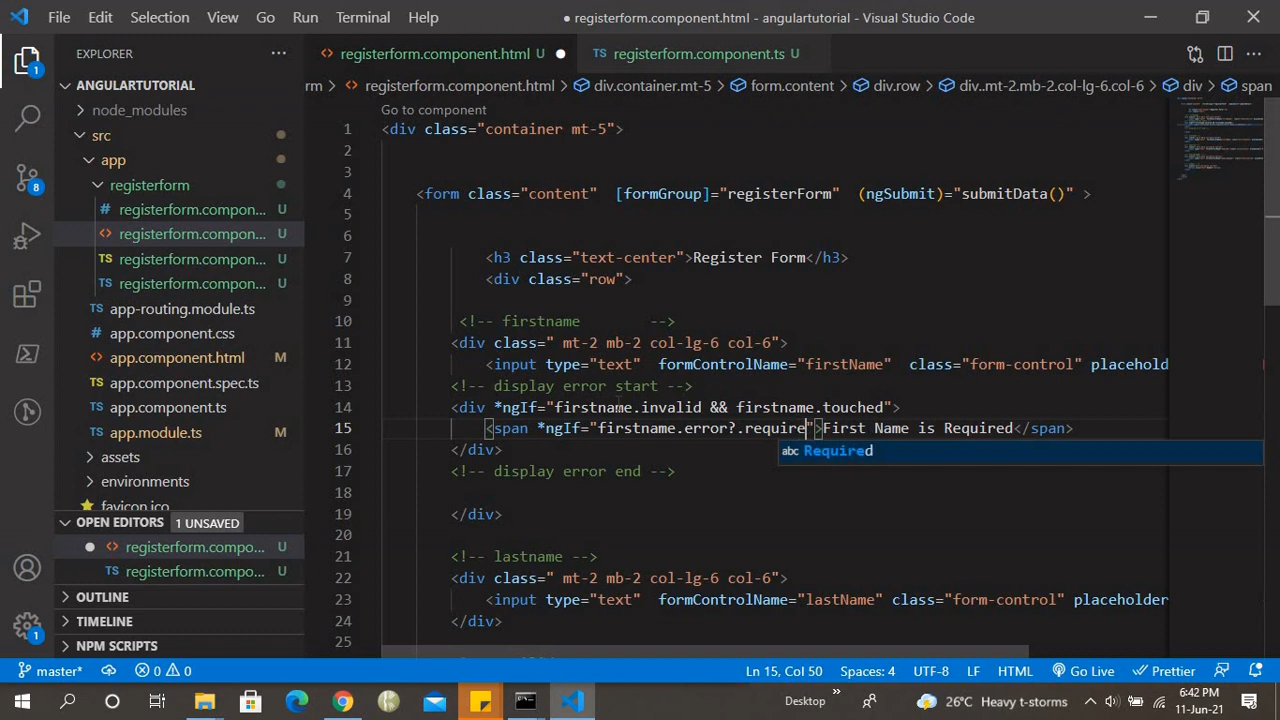 File Edit Selection View Go Run Terminal Help ● registerform.component.html - angulartutorial - Visual Studio Code
EXPLORER ···
registerform.component.html U ●
TS registerform.component.ts U
ANGULARTUTORIAL
rm > registerform.component.html > div.container.mt-5 > form.content > div.row > div..mt-2.mb-2.col-lg-6.col-6 > div > span
node_modules
src
app
registerform
# registerform.compon... U
<> registerform.compon... U
TS registerform.compon... U
TS registerform.compon... U
TS app-routing.module.ts
app.component.css
<> app.component.html M
TS app.component.spec.ts
TS app.component.ts
TS app.module.ts M
assets
environments
favicon.ico
OPEN EDITORS 1 UNSAVED
● <> registerform.compo... U
TS registerform.compo... U
OUTLINE
TIMELINE
NPM SCRIPTS
1
8
1
Go to component
1 <div class="container mt-5">
2
3
4 <form class="content" [formGroup]="registerForm" (ngSubmit)="submitData()" >
5
6
7 <h3 class="text-center">Register Form</h3>
8 <div class="row">
9
10 <!-- firstname -->
11 <div class=" mt-2 mb-2 col-lg-6 col-6">
12 <input type="text" formControlName="firstName" class="form-control" placehold
13 <!-- display error start -->
14 <div *ngIf="firstname.invalid && firstname.touched">
15 <span *ngIf="firstname.error?.require">First Name is Required</span>
abc Required
16 </div>
17 <!-- display error end -->
18
19 </div>
20
21 <!-- lastname -->
22 <div class=" mt-2 mb-2 col-lg-6 col-6">
23 <input type="text" formControlName="lastName" class="form-control" placeholder
24 </div>
25
master* 0 0 Ln 15, Col 50 Spaces: 4 UTF-8 LF HTML Go Live Prettier
Desktop » 26°C Heavy t-storms 6:42 PM
11-Jun-21